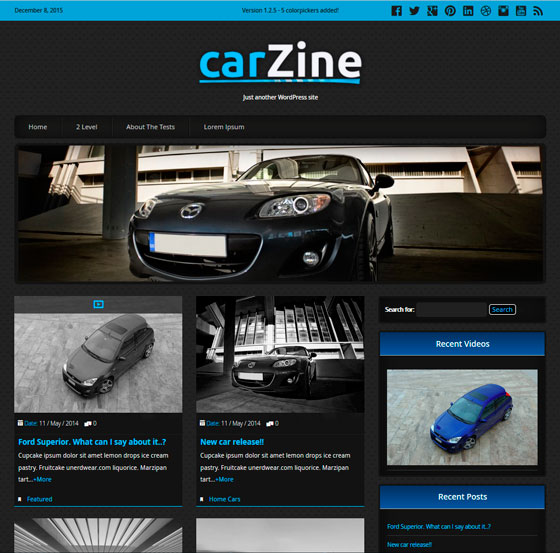 December 8, 2015
Version 1.2.5 - 5 colorpickers added!
carZine
Just another WordPress site
Home
2 Level
About The Tests
Lorem Ipsum
Search for:
Search
Recent Videos
Date: 11 / May / 2014
0
Ford Superior. What can I say about it..?
Cupcake ipsum dolor sit amet lemon drops ice cream
pastry. Fruitcake unerdwear.com liquorice. Marzipan
tart...+More
Featured
Date: 11 / May / 2014
0
New car release!!
Cupcake ipsum dolor sit amet lemon drops ice cream
pastry. Fruitcake unerdwear.com liquorice. Marzipan
tart...+More
Home Cars
Recent Posts
Ford Superior. What can I say about it..?
New car release!!